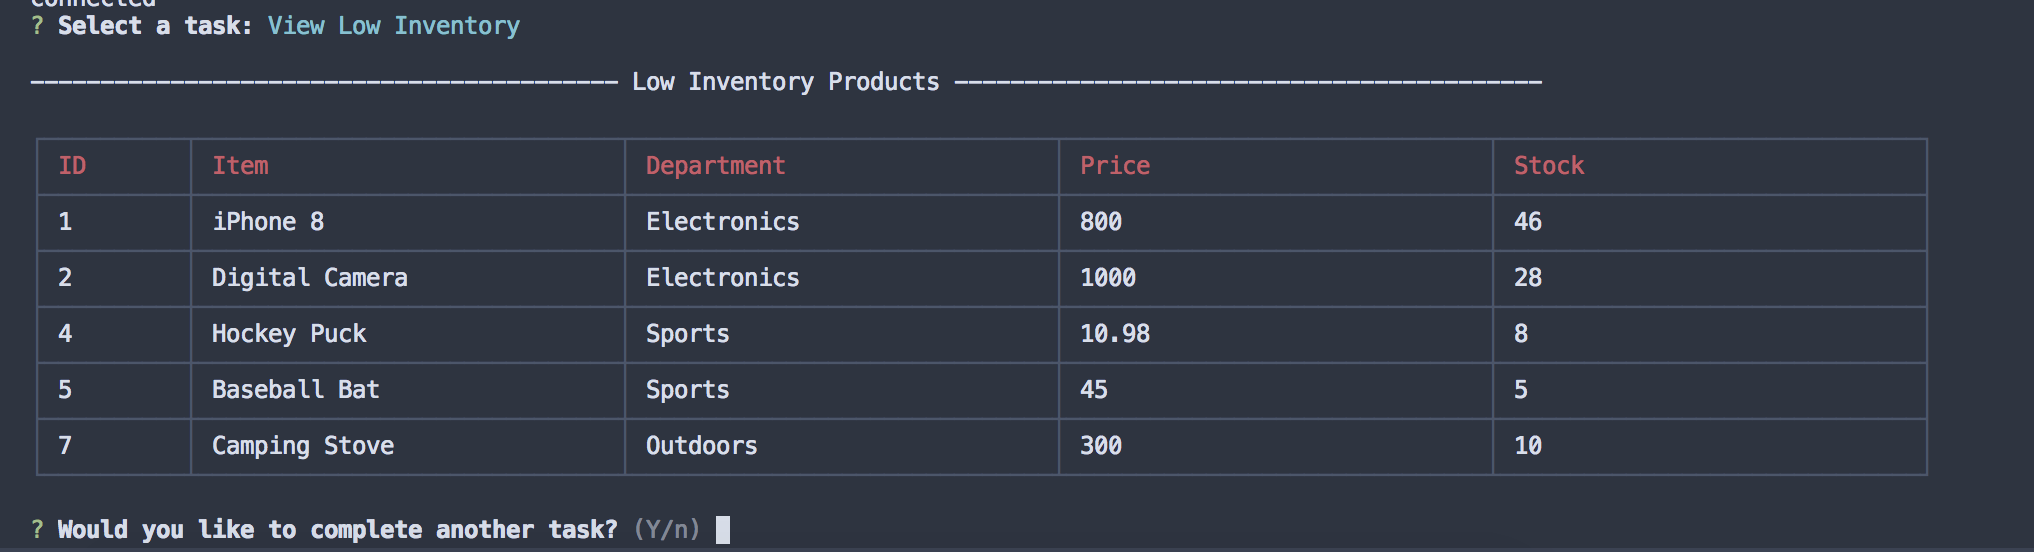 connected
? Select a task: View Low Inventory
—————————————————————————————————————————— Low Inventory Products ——————————————————————————————————————————
ID Item Department Price Stock
1 iPhone 8 Electronics 800 46
2 Digital Camera Electronics 1000 28
4 Hockey Puck Sports 10.98 8
5 Baseball Bat Sports 45 5
7 Camping Stove Outdoors 300 10
? Would you like to complete another task? (Y/n)